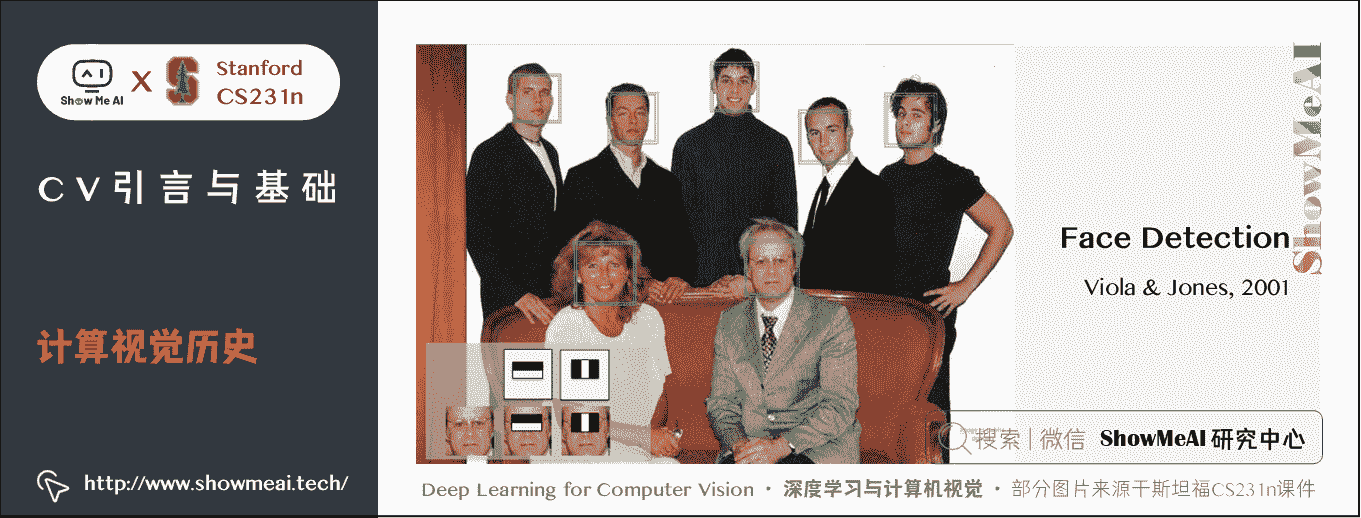 Show Me AI
X
Stanford
CS231n
CV引言与基础
计算视觉历史
http://www.showmeai.tech/
ShowMeAI
Face Detection
Viola & Jones, 2001
搜索 | 微信 ShowMeAI 研究中心
Deep Learning for Computer Vision · 深度学习与计算机视觉 · 部分图片来源于斯坦福CS231n课件